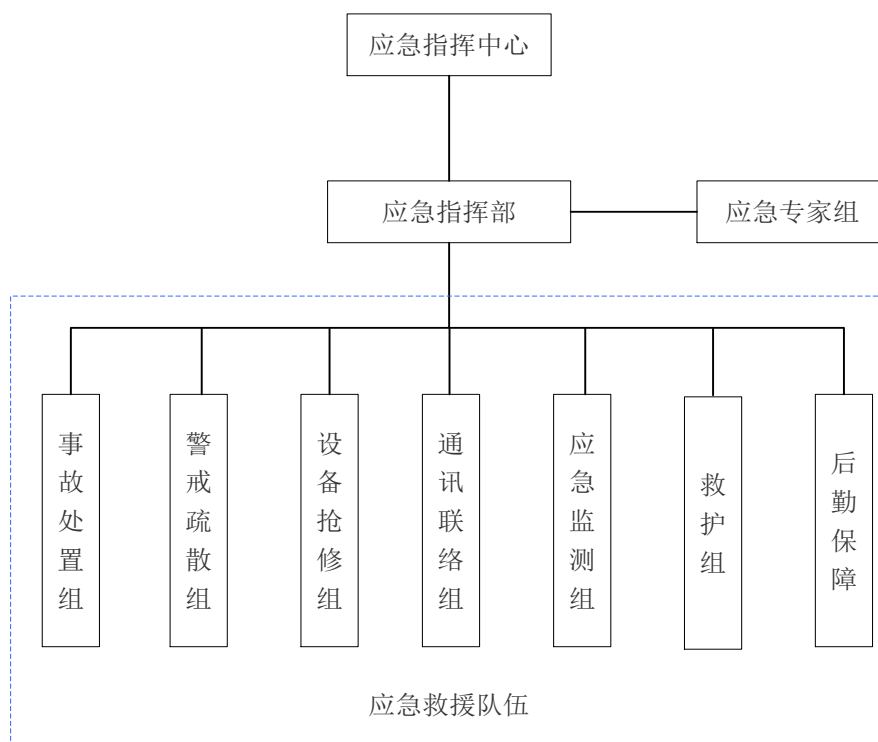 应急指挥中心
应急指挥部
应急专家组
事故处置组
警戒疏散组
设备抢修组
通讯联络组
应急监测组
救护组
后勤保障
应急救援队伍